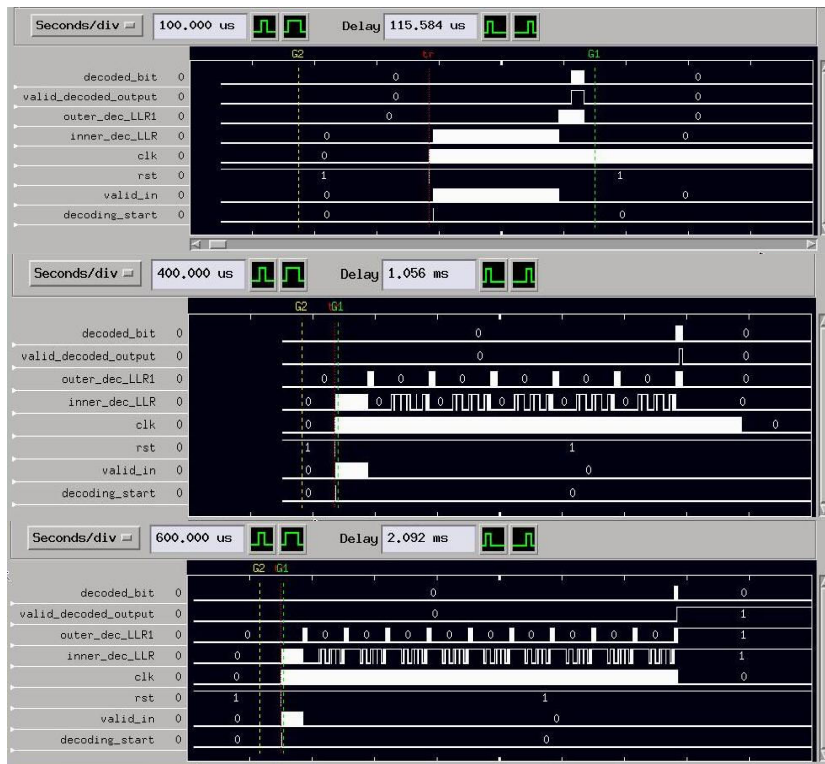 Seconds/div 100.000 us Delay 115.584 us
G2 tr G1
decoded_bit 0 0 0
valid_decoded_output 0 0 0
outer_dec_LLR1 0 0 0
inner_dec_LLR 0 0 0
clk 0 0
rst 1 1
valid_in 0 0 0
decoding_start 0 0 0
Seconds/div 400.000 us Delay 1.056 ms
G2 G1
decoded_bit 0 0 0
valid_decoded_output 0 0 0
outer_dec_LLR1 0 0 0 0 0 0 0 0
inner_dec_LLR 0 0 0 0 0 0 0 0
clk 0 0 0
rst 0 1 1
valid_in 0 0 0
decoding_start 0 0 0
Seconds/div 600.000 us Delay 2.092 ms
G2 G1
decoded_bit 0 0 0
valid_decoded_output 0 0 1
outer_dec_LLR1 0 0 0 0 0 0 0 0 0 0 0 1
inner_dec_LLR 0 0 1
clk 0 0 0
rst 0 1 1
valid_in 0 0 0
decoding_start 0 0 0